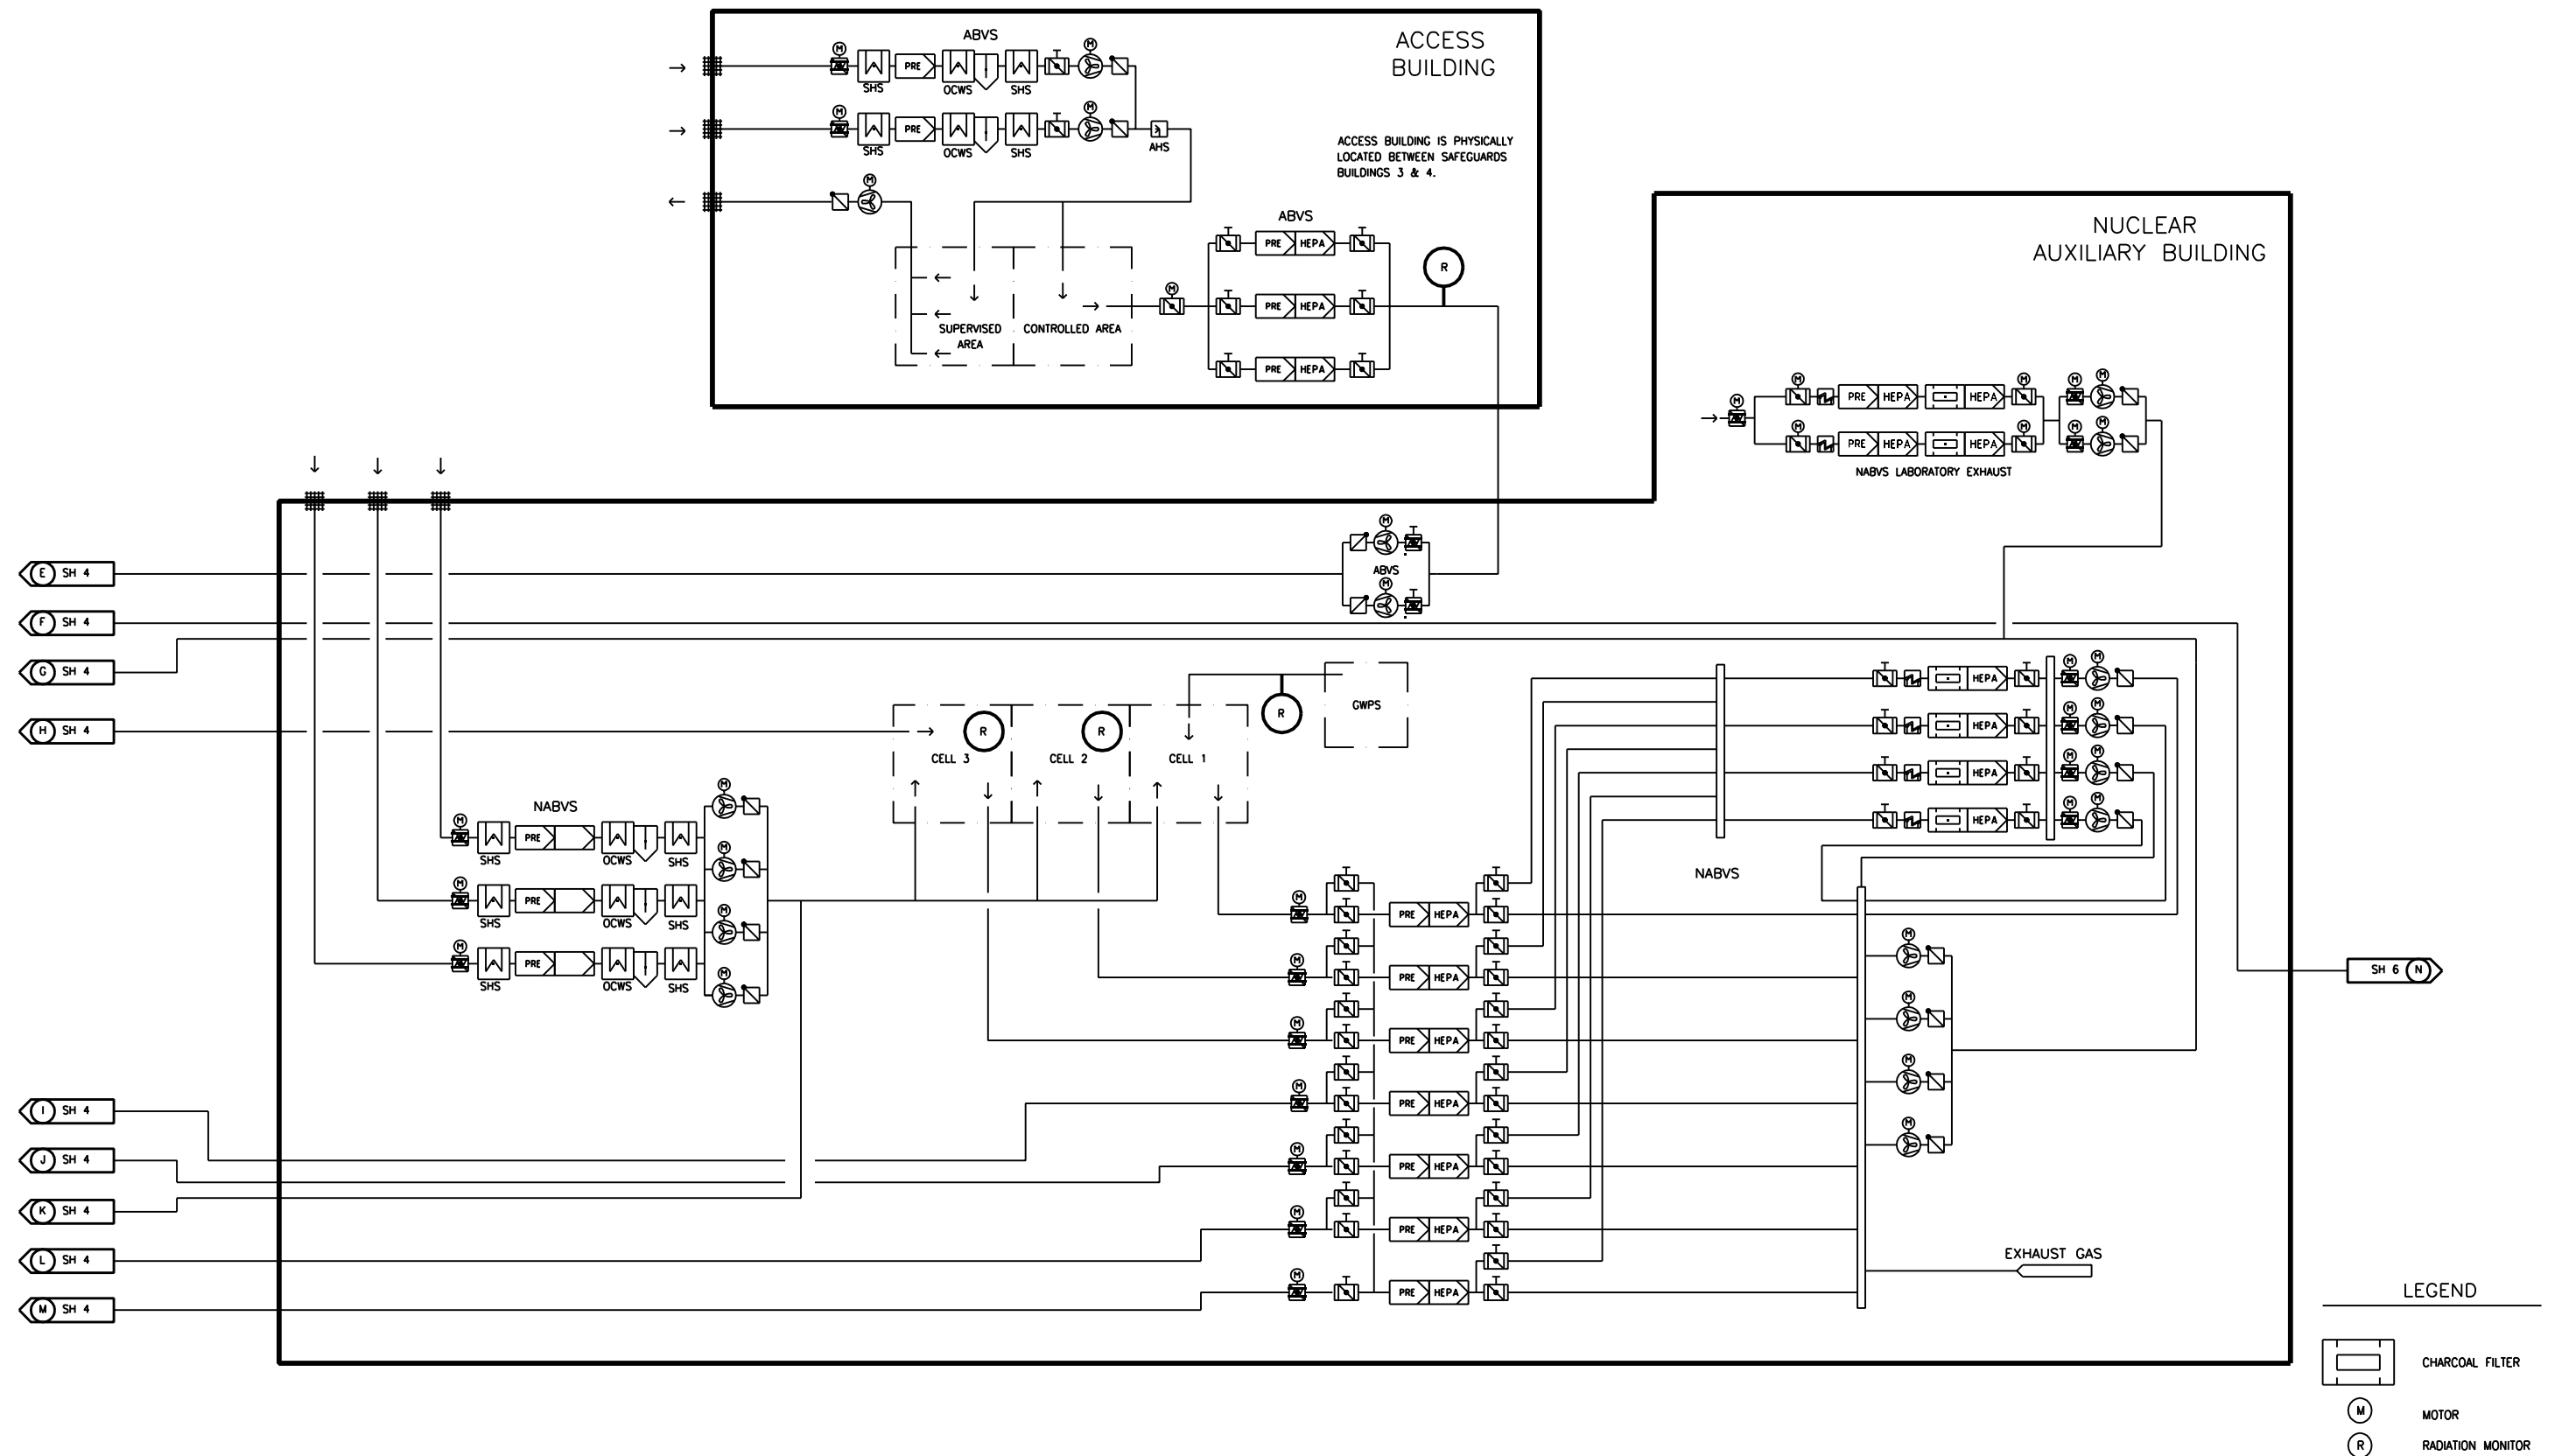 ABVS
ACCESS
BUILDING
M
M
PRE
SHS
OCWS
SHS
M
M
PRE
SHS
OCWS
SHS
AHS
ACCESS BUILDING IS PHYSICALLY
LOCATED BETWEEN SAFEGUARDS
BUILDINGS 3 & 4.
M
ABVS
PRE HEPA
R
M
PRE HEPA
SUPERVISED
AREA
CONTROLLED AREA
PRE HEPA
NUCLEAR
AUXILIARY BUILDING
M
M
M
M
M
PRE HEPA HEPA
M
M
M
M
PRE HEPA HEPA
NABVS LABORATORY EXHAUST
M
ABVS
M
E SH 4
F SH 4
G SH 4
H SH 4
GWPS
R
R
R
CELL 3
CELL 2
CELL 1
M
M
HEPA
M
M
HEPA
M
M
HEPA
M
M
HEPA
NABVS
NABVS
M
M
PRE
SHS
OCWS
SHS
M
M
PRE
SHS
OCWS
SHS
M
M
PRE
SHS
OCWS
SHS
M
M
PRE HEPA
M
PRE HEPA
M
PRE HEPA
M
PRE HEPA
M
PRE HEPA
M
PRE HEPA
M
PRE HEPA
M
M
M
M
SH 6 N
I SH 4
J SH 4
K SH 4
L SH 4
M SH 4
EXHAUST GAS
LEGEND
CHARCOAL FILTER
M MOTOR
R RADIATION MONITOR